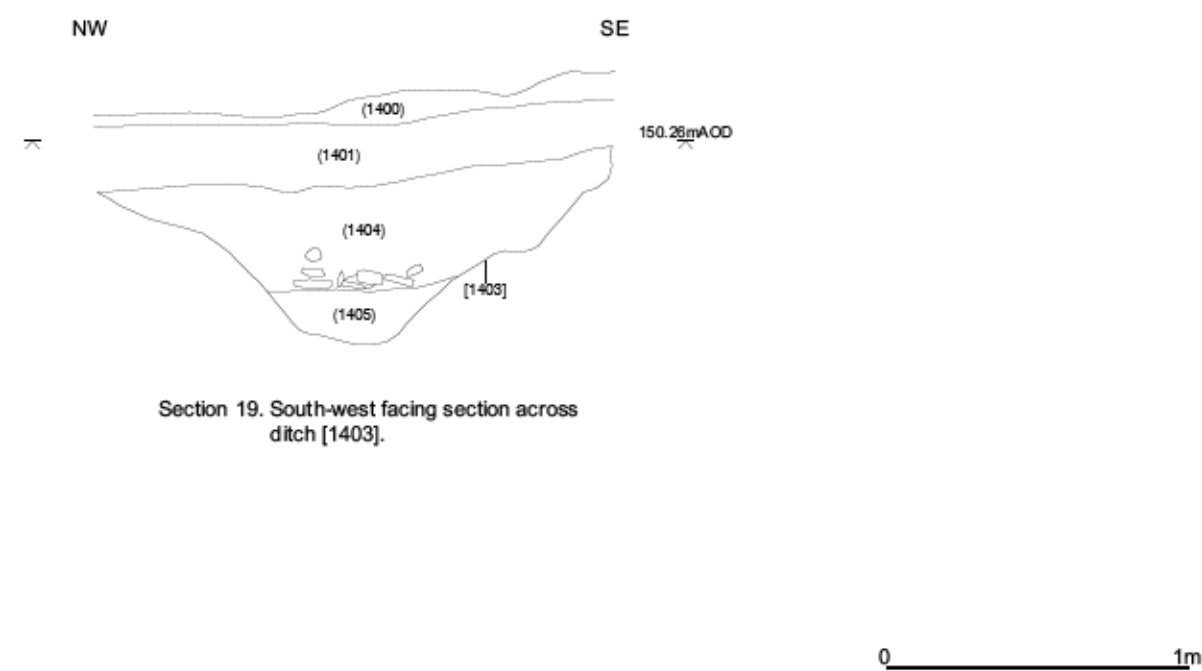 NW
SE
(1400)
150.26mAOD
(1401)
(1404)
[1403]
(1405)
Section 19. South-west facing section across
ditch [1403].
0
1m